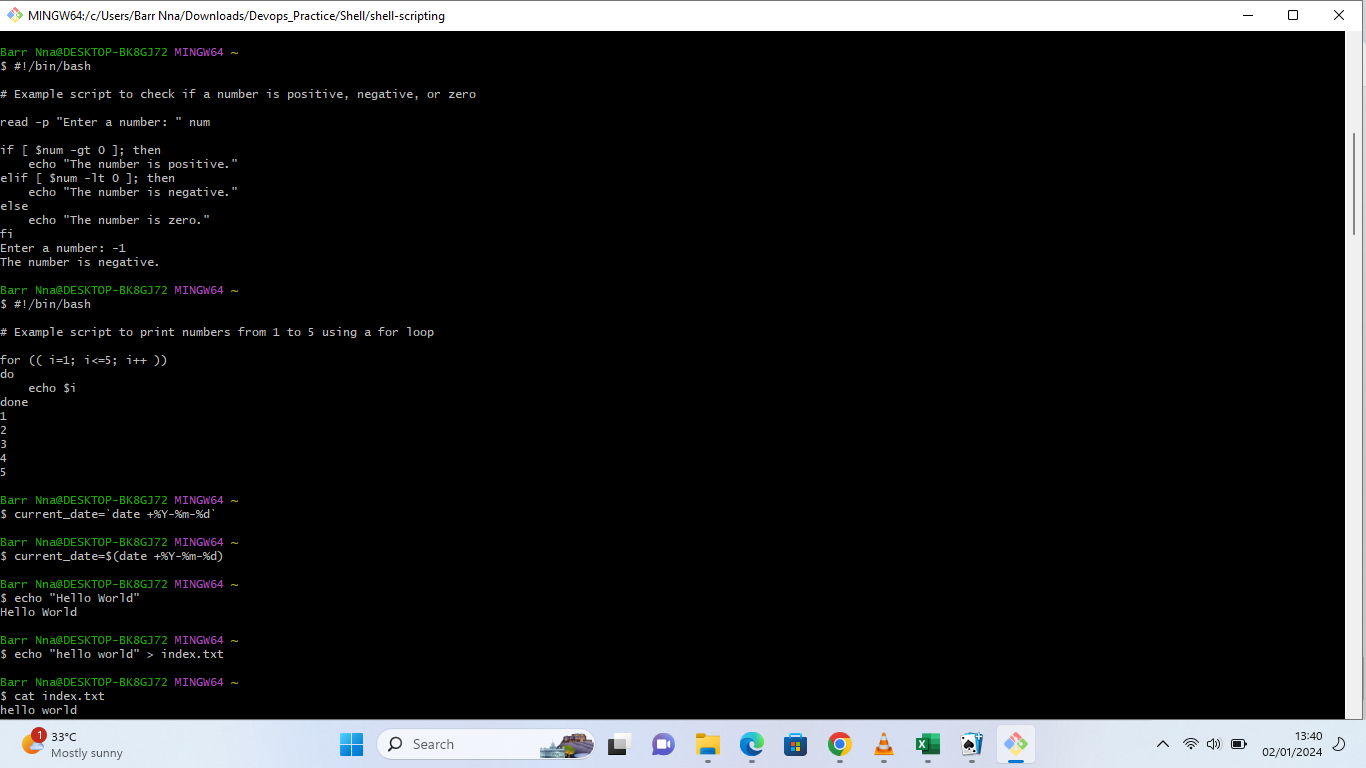 MINGW64:/c/Users/Barr Nna/Downloads/Devops_Practice/Shell/shell-scripting
Barr Nna@DESKTOP-BK8GJ72 MINGW64 ~
$ #!/bin/bash
# Example script to check if a number is positive, negative, or zero
read -p "Enter a number: " num
if [ $num -gt 0 ]; then
    echo "The number is positive."
elif [ $num -lt 0 ]; then
    echo "The number is negative."
else
    echo "The number is zero."
fi
Enter a number: -1
The number is negative.
Barr Nna@DESKTOP-BK8GJ72 MINGW64 ~
$ #!/bin/bash
# Example script to print numbers from 1 to 5 using a for loop
for (( i=1; i<=5; i++ ))
do
    echo $i
done
1
2
3
4
5
Barr Nna@DESKTOP-BK8GJ72 MINGW64 ~
$ current_date=`date +%Y-%m-%d`
Barr Nna@DESKTOP-BK8GJ72 MINGW64 ~
$ current_date=$(date +%Y-%m-%d)
Barr Nna@DESKTOP-BK8GJ72 MINGW64 ~
$ echo "Hello World"
Hello World
Barr Nna@DESKTOP-BK8GJ72 MINGW64 ~
$ echo "hello world" > index.txt
Barr Nna@DESKTOP-BK8GJ72 MINGW64 ~
$ cat index.txt
hello world
1
33°C
Mostly sunny
Search
13:40
02/01/2024